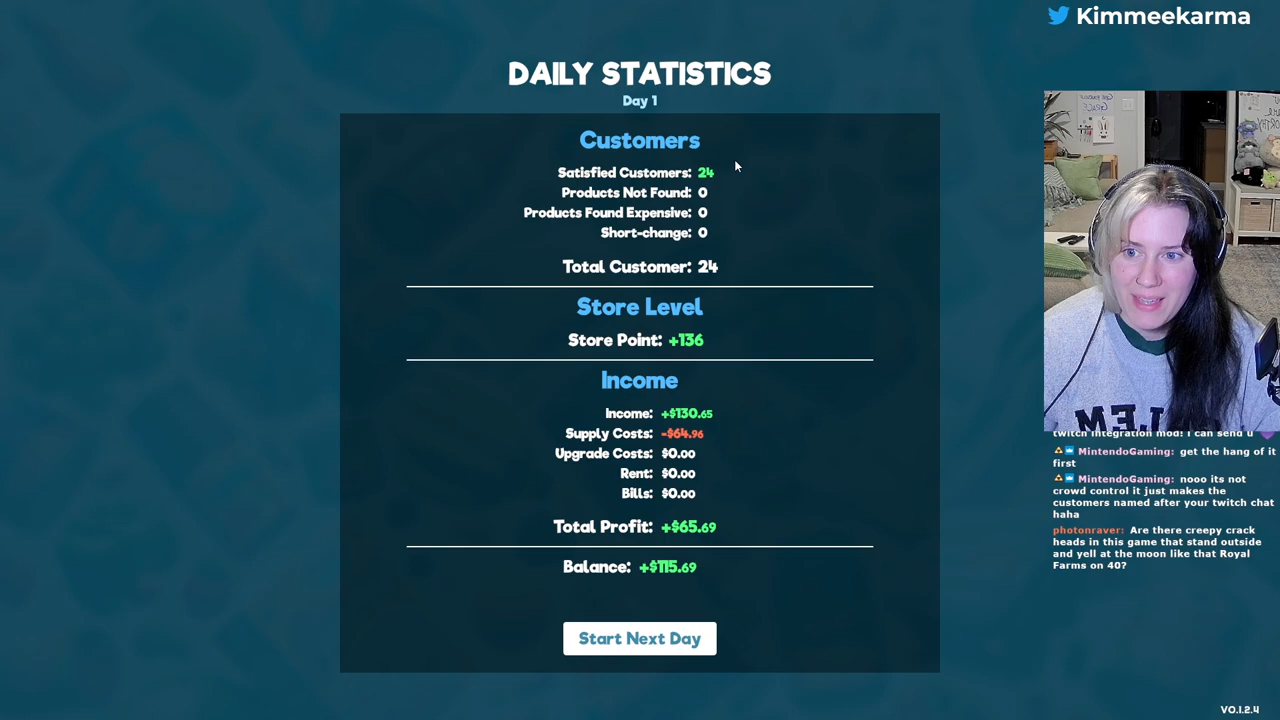 Kimmeekarma
DAILY STATISTICS
Day 1
Customers
Satisfied Customers: 24
Products Not Found: 0
Products Found Expensive: 0
Short-change: 0
Total Customer: 24
Store Level
Store Point: +136
Income
Income: +$130.65
Supply Costs: -$64.96
Upgrade Costs: $0.00
Rent: $0.00
Bills: $0.00
Total Profit: +$65.69
Balance: +$115.69
Start Next Day
twitch integration mod! i can send u
MintendoGaming: get the hang of it
first
MintendoGaming: nooo its not
crowd control it just makes the
customers named after your twitch chat
haha
photonraver: Are there creepy crack
heads in this game that stand outside
and yell at the moon like that Royal
Farms on 40?
V0.1.2.4